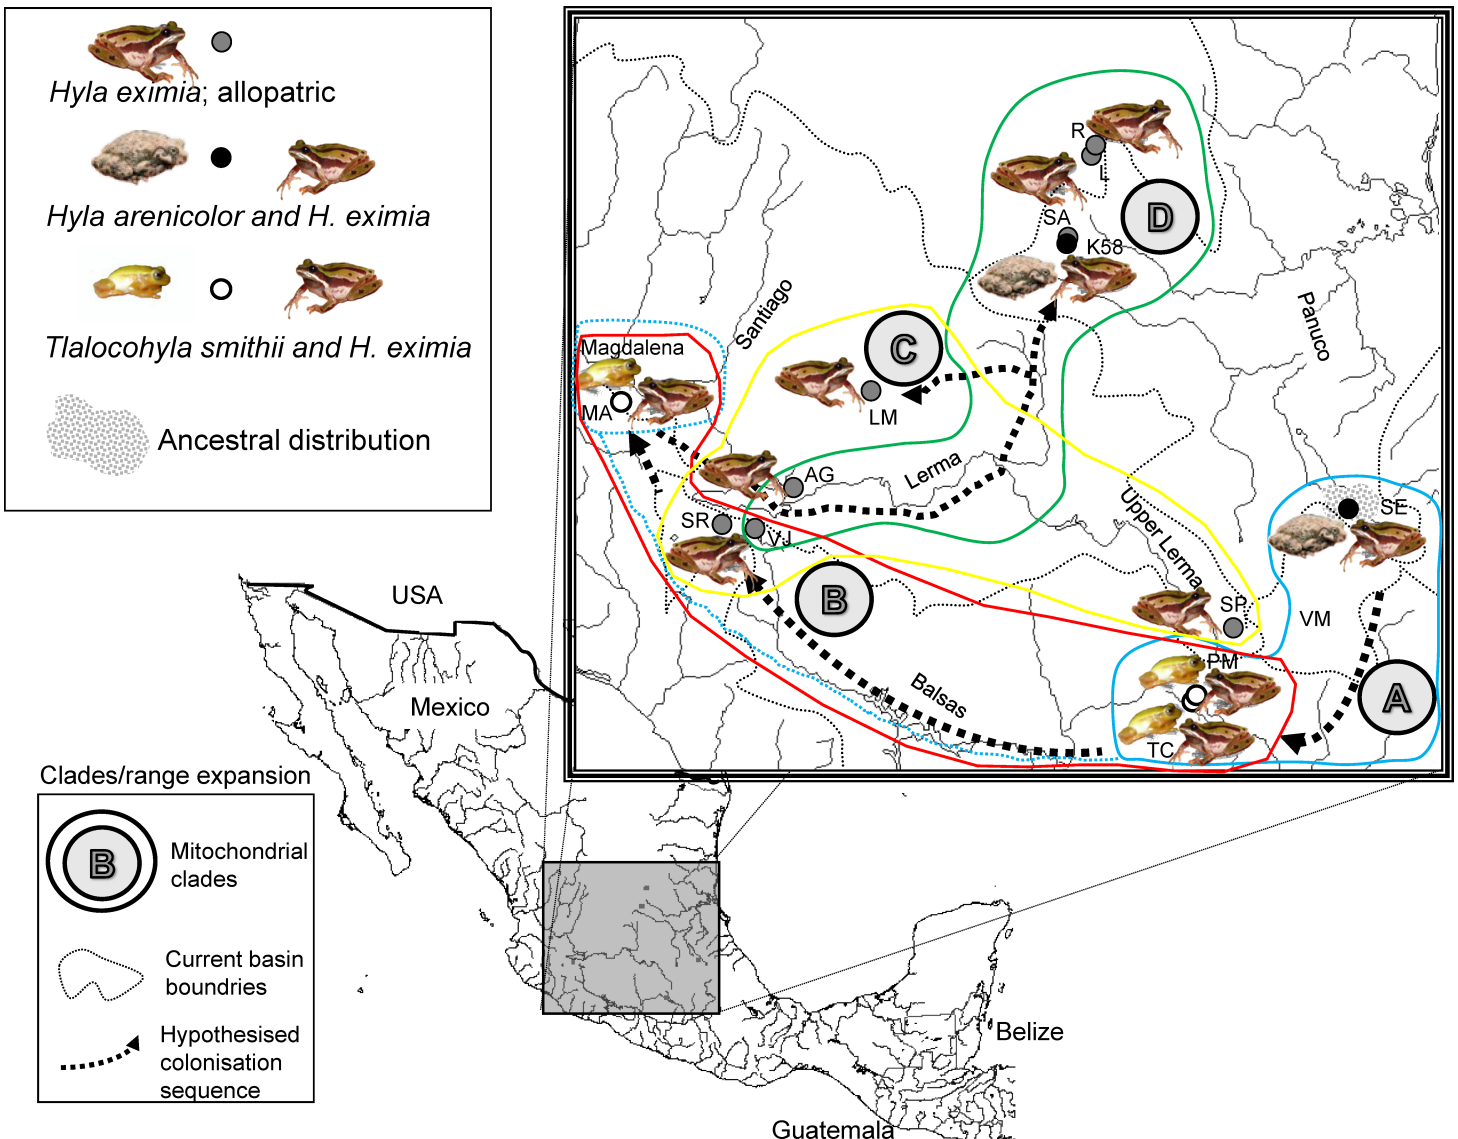 Hyla eximia; allopatric
Hyla arenicolor and H. eximia
Tlalocohyla smithii and H. eximia
Ancestral distribution
R
L
D
SA
K58
Santiago
Panuco
C
Magdalena
MA
LM
AG
Lerma
Upper Lerma
SE
SR
VJ
B
SP
VM
PM
A
Balsas
TC
USA
Mexico
Clades/range expansion
B
Mitochondrial
clades
Current basin
boundries
Hypothesised
colonisation
sequence
Belize
Guatemala